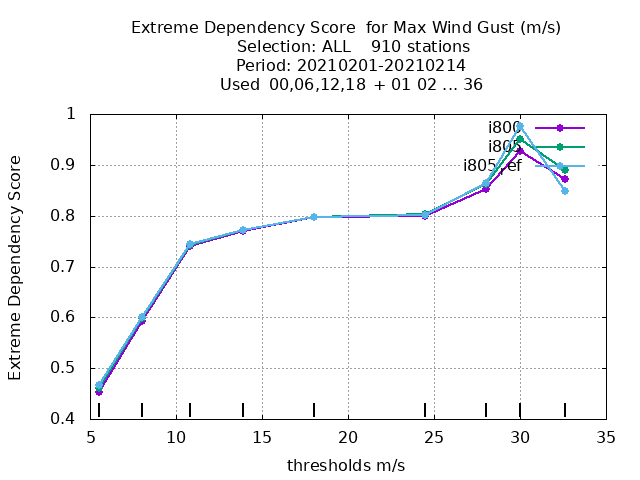 Extreme Dependency Score  for Max Wind Gust (m/s)
Selection: ALL    910 stations
Period: 20210201-20210214
Used 00,06,12,18 + 01 02 ... 36
Extreme Dependency Score
1
0.9
0.8
0.7
0.6
0.5
0.4
i800
i805
i805_ref
5
10
15
20
25
30
35
thresholds m/s